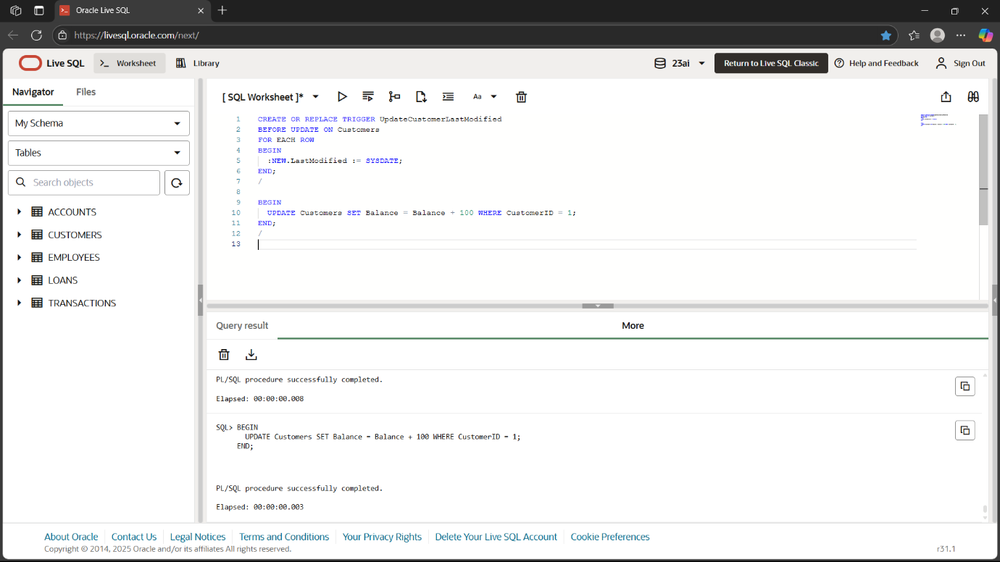 Oracle Live SQL
https://livesql.oracle.com/next/
Live SQL
Worksheet
Library
23ai
Return to Live SQL Classic
Help and Feedback
Sign Out
Navigator
Files
My Schema
Tables
Search objects
ACCOUNTS
CUSTOMERS
EMPLOYEES
LOANS
TRANSACTIONS
[ SQL Worksheet ]*
Aa
1 CREATE OR REPLACE TRIGGER UpdateCustomerLastModified
2 BEFORE UPDATE ON Customers
3 FOR EACH ROW
4 BEGIN
5 :NEW.LastModified := SYSDATE;
6 END;
7 /
8
9 BEGIN
10 UPDATE Customers SET Balance = Balance + 100 WHERE CustomerID = 1;
11 END;
12 /
13
Query result
More
PL/SQL procedure successfully completed.
Elapsed: 00:00:00.008
SQL> BEGIN
UPDATE Customers SET Balance = Balance + 100 WHERE CustomerID = 1;
END;
PL/SQL procedure successfully completed.
Elapsed: 00:00:00.003
About Oracle Contact Us Legal Notices Terms and Conditions Your Privacy Rights Delete Your Live SQL Account Cookie Preferences
Copyright © 2014, 2025 Oracle and/or its affiliates All rights reserved.
r31.1